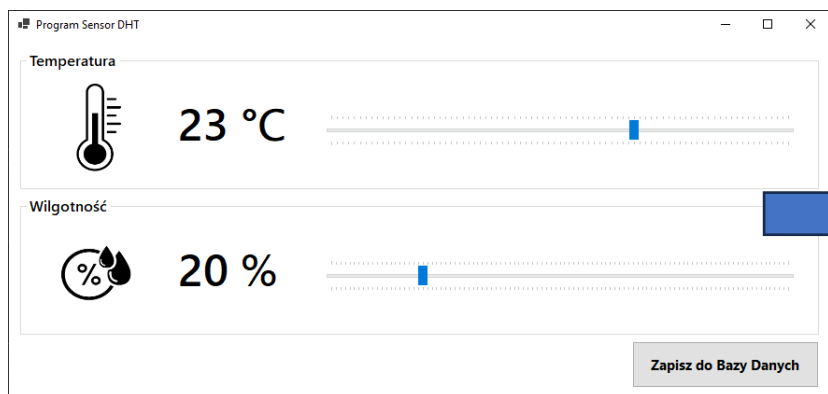 Program Sensor DHT
Temperatura
23 °C
Wilgotność
%
20 %
Zapisz do Bazy Danych